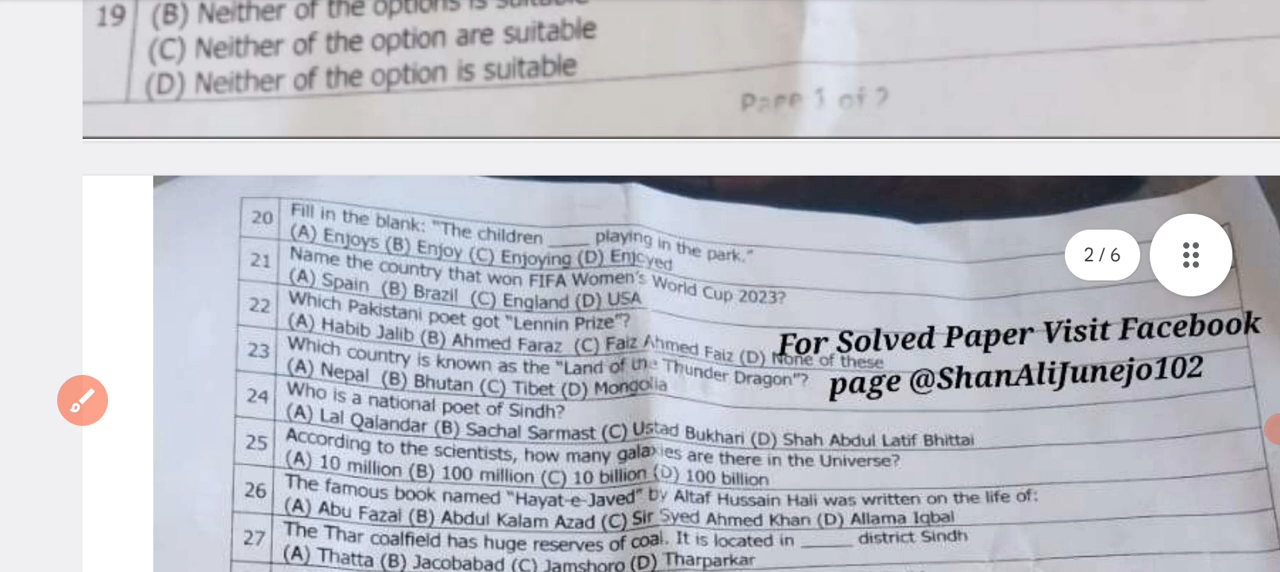 19 (B) Neither of the options is suitable
(C) Neither of the option are suitable
(D) Neither of the option is suitable
Page 1 of 2
20 Fill in the blank: "The children ____ playing in the park."
(A) Enjoys (B) Enjoy (C) Enjoying (D) Enjoyed
21 Name the country that won FIFA Women's World Cup 2023?
(A) Spain (B) Brazil (C) England (D) USA
22 Which Pakistani poet got "Lennin Prize"?
(A) Habib Jalib (B) Ahmed Faraz (C) Faiz Ahmed Faiz (D) None of these
23 Which country is known as the "Land of the Thunder Dragon"?
(A) Nepal (B) Bhutan (C) Tibet (D) Mongolia
24 Who is a national poet of Sindh?
(A) Lal Qalandar (B) Sachal Sarmast (C) Ustad Bukhari (D) Shah Abdul Latif Bhittai
25 According to the scientists, how many galaxies are there in the Universe?
(A) 10 million (B) 100 million (C) 10 billion (D) 100 billion
26 The famous book named "Hayat-e-Javed" by Altaf Hussain Hali was written on the life of:
(A) Abu Fazal (B) Abdul Kalam Azad (C) Sir Syed Ahmed Khan (D) Allama Iqbal
27 The Thar coalfield has huge reserves of coal. It is located in _____ district Sindh
(A) Thatta (B) Jacobabad (C) Jamshoro (D) Tharparkar
2 / 6
For Solved Paper Visit Facebook
page @ShanAliJunejo102